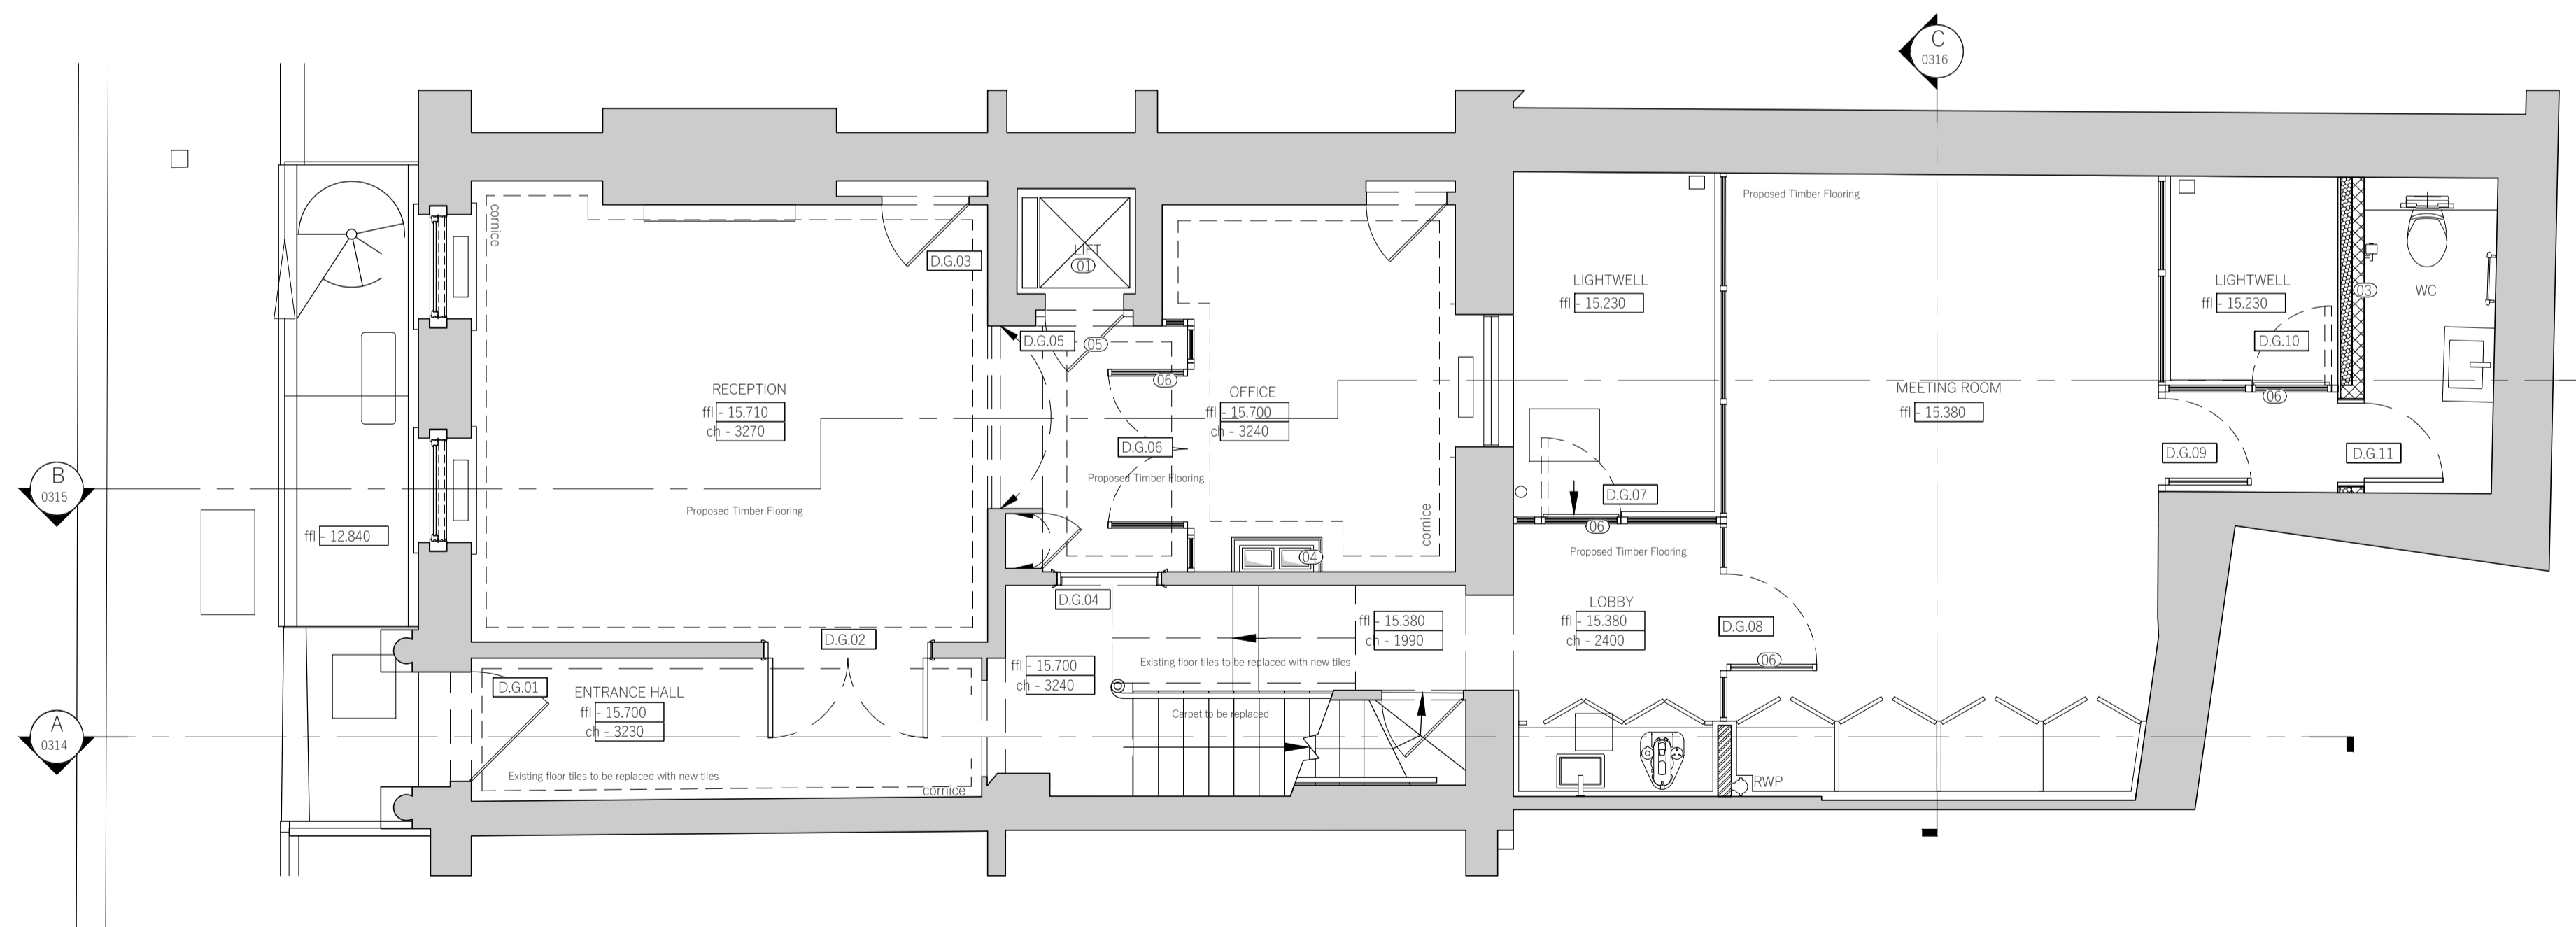 C
0316
Proposed Timber Flooring
cornice
D.G.03
LIFT
01
LIGHTWELL
ffl - 15.230
LIGHTWELL
ffl - 15.230
03
WC
D.G.05
05
D.G.10
RECEPTION
ffl - 15.710
ch - 3270
06
OFFICE
ffl - 15.700
ch - 3240
MEETING ROOM
ffl - 15.380
06
D.G.06
D.G.09
D.G.11
Proposed Timber Flooring
B
0315
D.G.07
Proposed Timber Flooring
cornice
06
ffl - 12.840
Proposed Timber Flooring
04
D.G.04
LOBBY
ffl - 15.380
ch - 2400
ffl - 15.380
ch - 1990
D.G.08
D.G.02
ffl - 15.700
ch - 3240
Existing floor tiles to be replaced with new tiles
06
D.G.01
ENTRANCE HALL
ffl - 15.700
ch - 3230
Carpet to be replaced
A
0314
Existing floor tiles to be replaced with new tiles
cornice
RWP